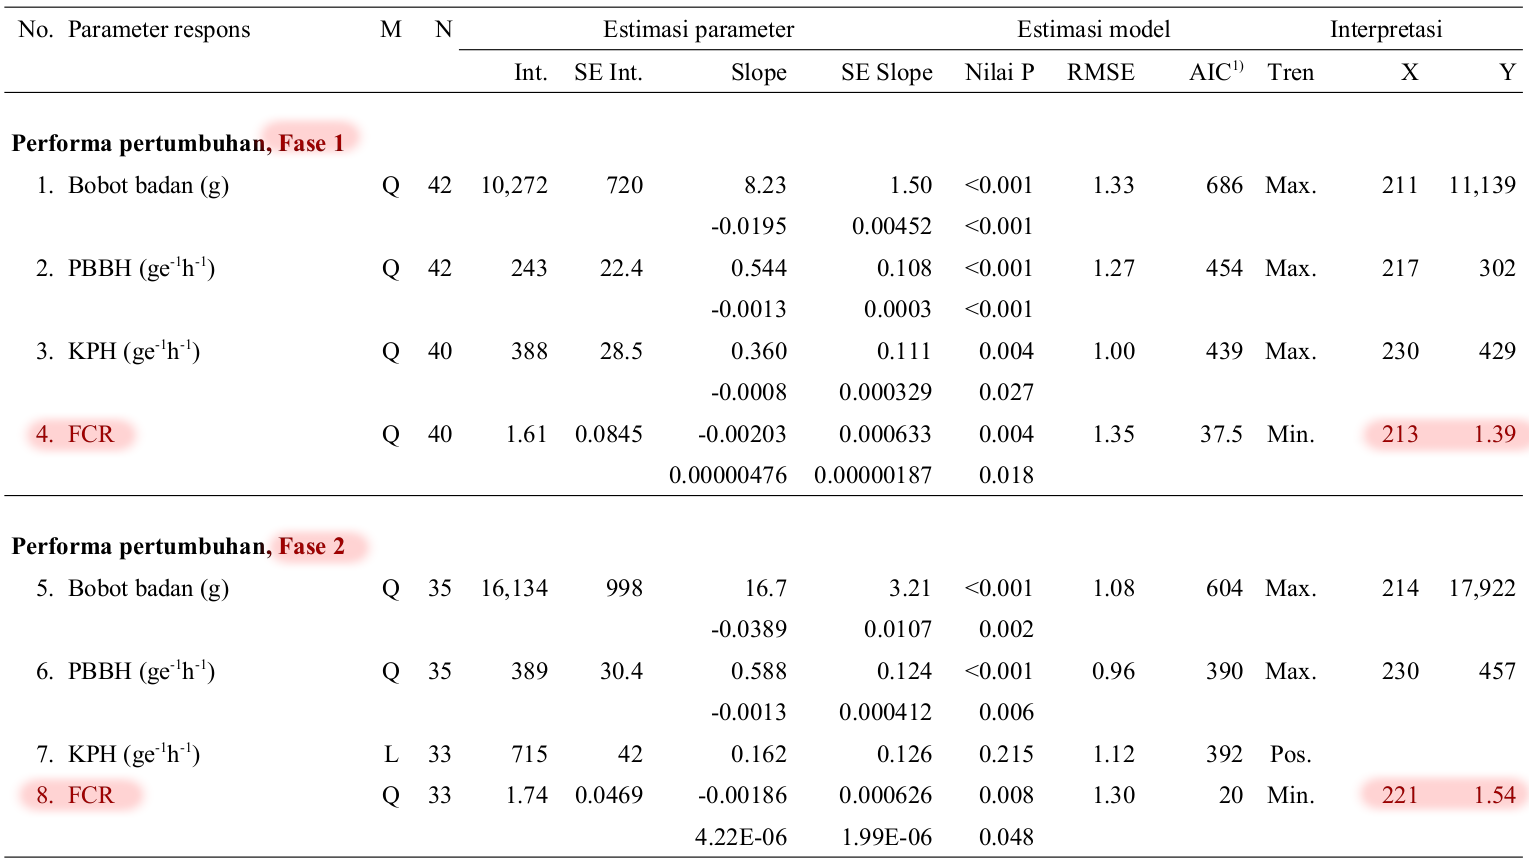 No. Parameter respons M N Estimasi parameter Estimasi model Interpretasi
Int. SE Int. Slope SE Slope Nilai P RMSE AIC1) Tren X Y
Performa pertumbuhan, Fase 1
1. Bobot badan (g) Q 42 10,272 720 8.23 1.50 <0.001 1.33 686 Max. 211 11,139
-0.0195 0.00452 <0.001
2. PBBH (ge-1h-1) Q 42 243 22.4 0.544 0.108 <0.001 1.27 454 Max. 217 302
-0.0013 0.0003 <0.001
3. KPH (ge-1h-1) Q 40 388 28.5 0.360 0.111 0.004 1.00 439 Max. 230 429
-0.0008 0.000329 0.027
4. FCR Q 40 1.61 0.0845 -0.00203 0.000633 0.004 1.35 37.5 Min. 213 1.39
0.00000476 0.00000187 0.018
Performa pertumbuhan, Fase 2
5. Bobot badan (g) Q 35 16,134 998 16.7 3.21 <0.001 1.08 604 Max. 214 17,922
-0.0389 0.0107 0.002
6. PBBH (ge-1h-1) Q 35 389 30.4 0.588 0.124 <0.001 0.96 390 Max. 230 457
-0.0013 0.000412 0.006
7. KPH (ge-1h-1) L 33 715 42 0.162 0.126 0.215 1.12 392 Pos.
8. FCR Q 33 1.74 0.0469 -0.00186 0.000626 0.008 1.30 20 Min. 221 1.54
4.22E-06 1.99E-06 0.048